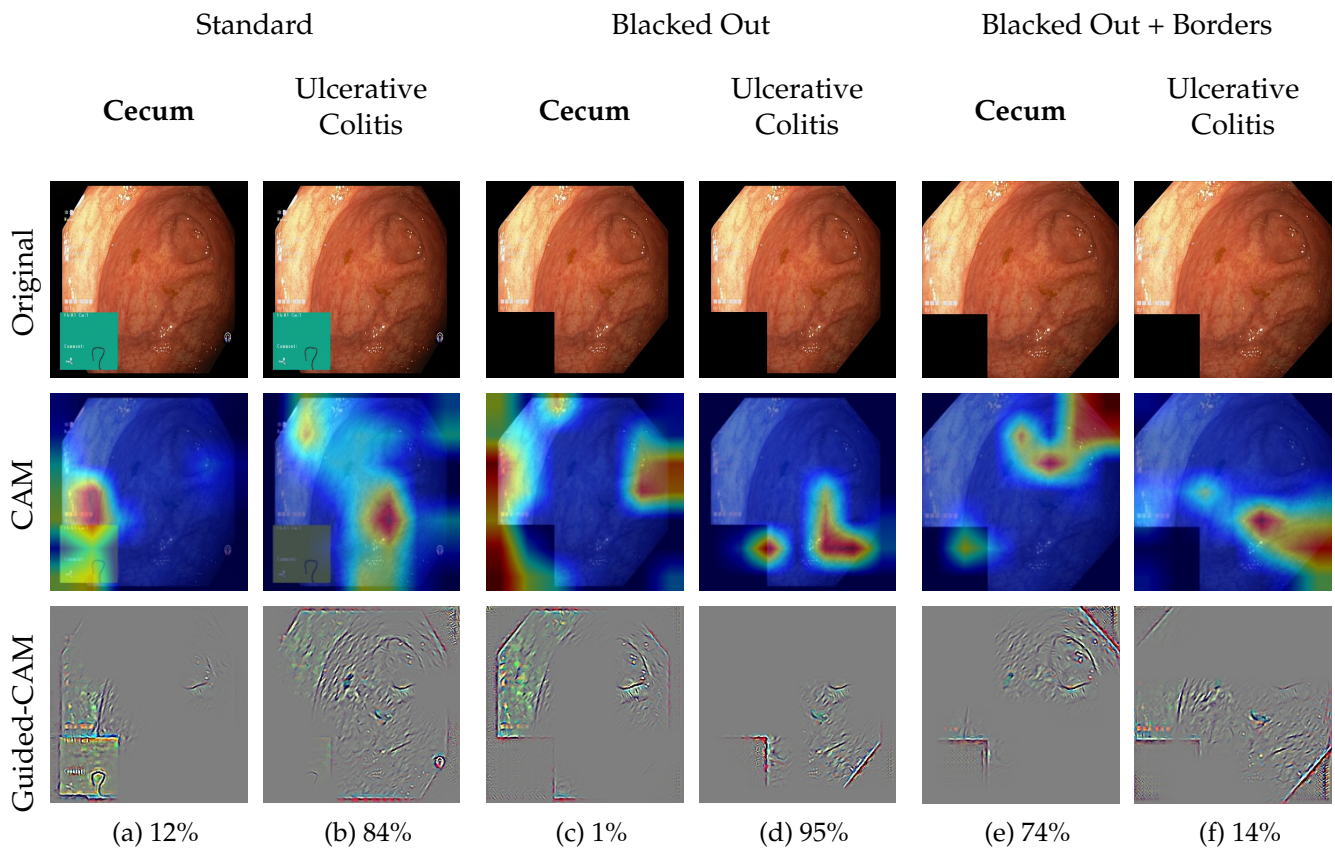 Standard
Blacked Out
Blacked Out + Borders
Cecum
Ulcerative
Colitis
Cecum
Ulcerative
Colitis
Cecum
Ulcerative
Colitis
Original
CAM
Guided-CAM
(a) 12%
(b) 84%
(c) 1%
(d) 95%
(e) 74%
(f) 14%